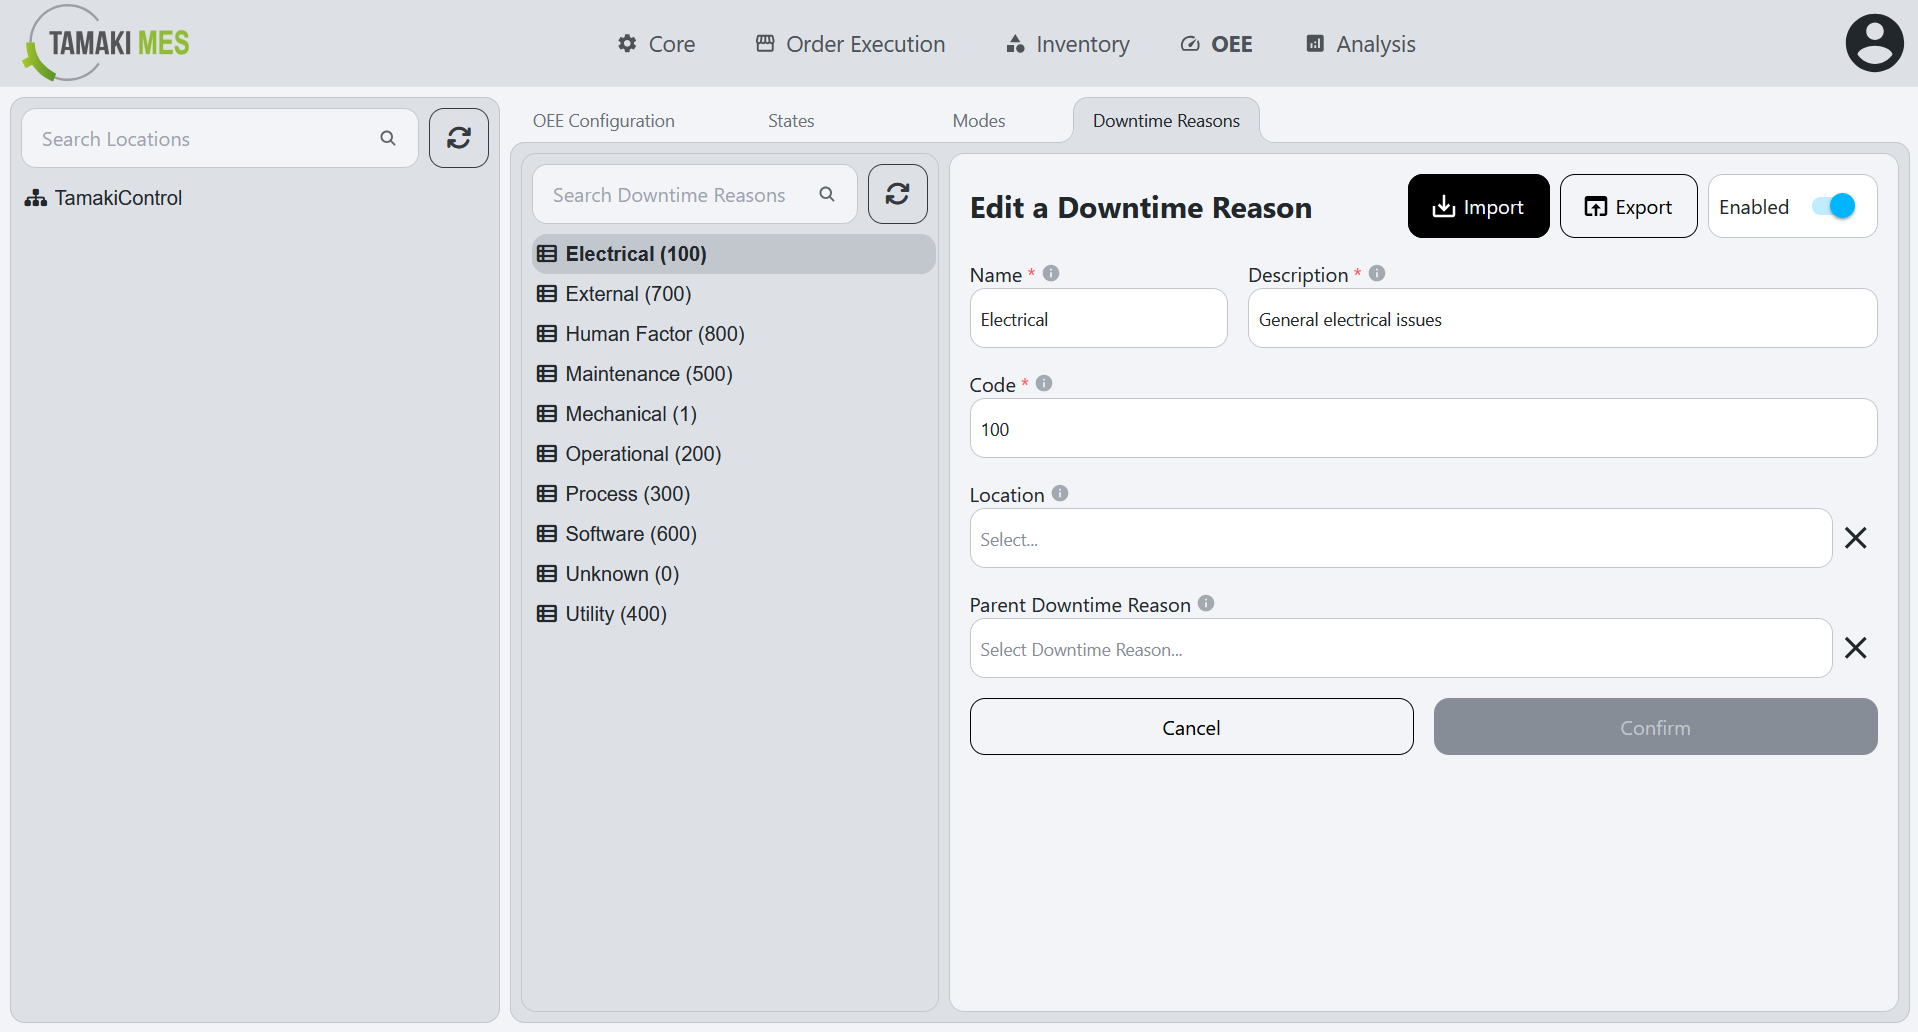 TAMAKI MES
Core
Order Execution
Inventory
OEE
Analysis
Search Locations
TamakiControl
OEE Configuration
States
Modes
Downtime Reasons
Search Downtime Reasons
Electrical (100)
External (700)
Human Factor (800)
Maintenance (500)
Mechanical (1)
Operational (200)
Process (300)
Software (600)
Unknown (0)
Utility (400)
Edit a Downtime Reason
Import
Export
Enabled
Name *
Description *
Electrical
General electrical issues
Code *
100
Location
Select...
Parent Downtime Reason
Select Downtime Reason...
Cancel
Confirm